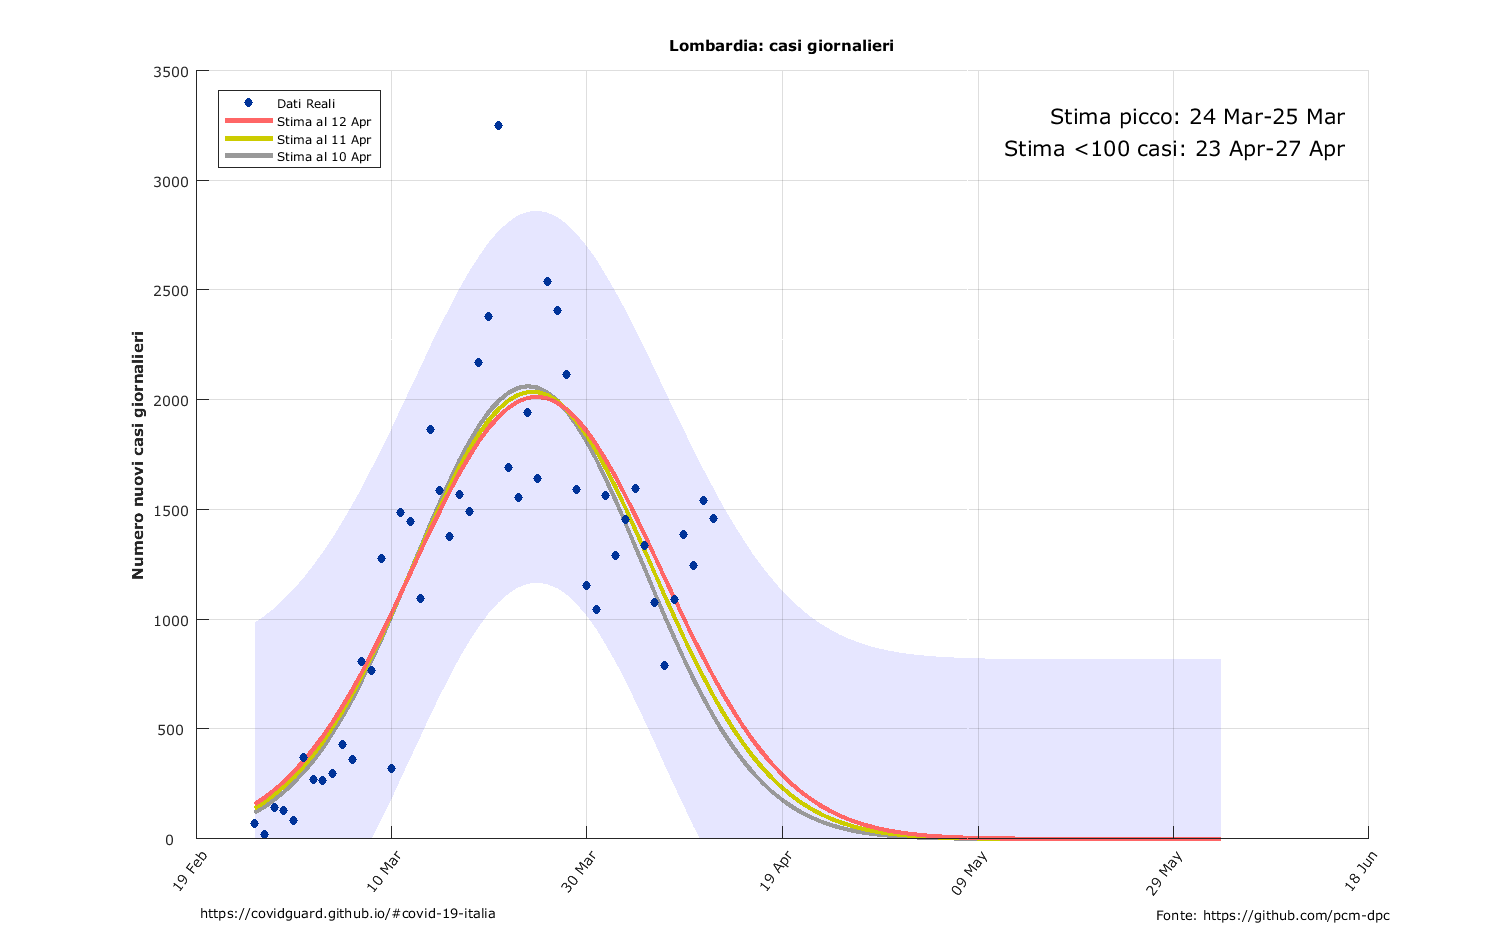 Lombardia: casi giornalieri
3500
3000
2500
2000
1500
1000
500
0
Numero nuovi casi giornalieri
Dati Reali
Stima al 12 Apr
Stima al 11 Apr
Stima al 10 Apr
Stima picco: 24 Mar-25 Mar
Stima <100 casi: 23 Apr-27 Apr
19 Feb
10 Mar
30 Mar
19 Apr
09 May
29 May
18 Jun
https://covidguard.github.io/#covid-19-italia
Fonte: https://github.com/pcm-dpc